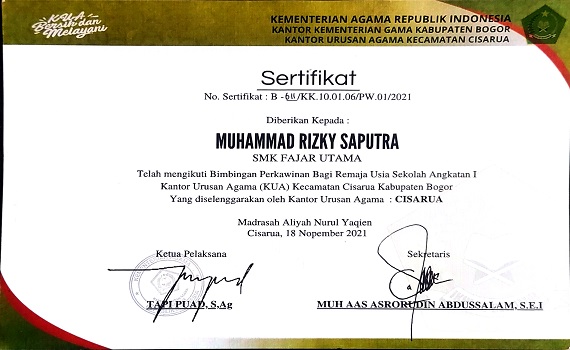 KUA
Bersih dan
Melayani
KEMENTERIAN AGAMA REPUBLIK INDONESIA
KANTOR KEMENTERIAN GAMA KABUPATEN BOGOR
KANTOR URUSAN AGAMA KECAMATAN CISARUA
Sertifikat
No. Sertifikat : B - /KK.10.01.06/PW.01/2021
Diberikan Kepada :
MUHAMMAD RIZKY SAPUTRA
SMK FAJAR UTAMA
Telah mengikuti Bimbingan Perkawinan Bagi Remaja Usia Sekolah Angkatan I
Kantor Urusan Agama (KUA) Kecamatan Cisarua Kabupaten Bogor
Yang diselenggarakan oleh Kantor Urusan Agama : CISARUA
Madrasah Aliyah Nurul Yaqien
Cisarua, 18 Nopember 2021
Ketua Pelaksana
Sekretaris
TAPI PUAD, S,Ag
MUH AAS ASRORUDIN ABDUSSALAM, S.E.I